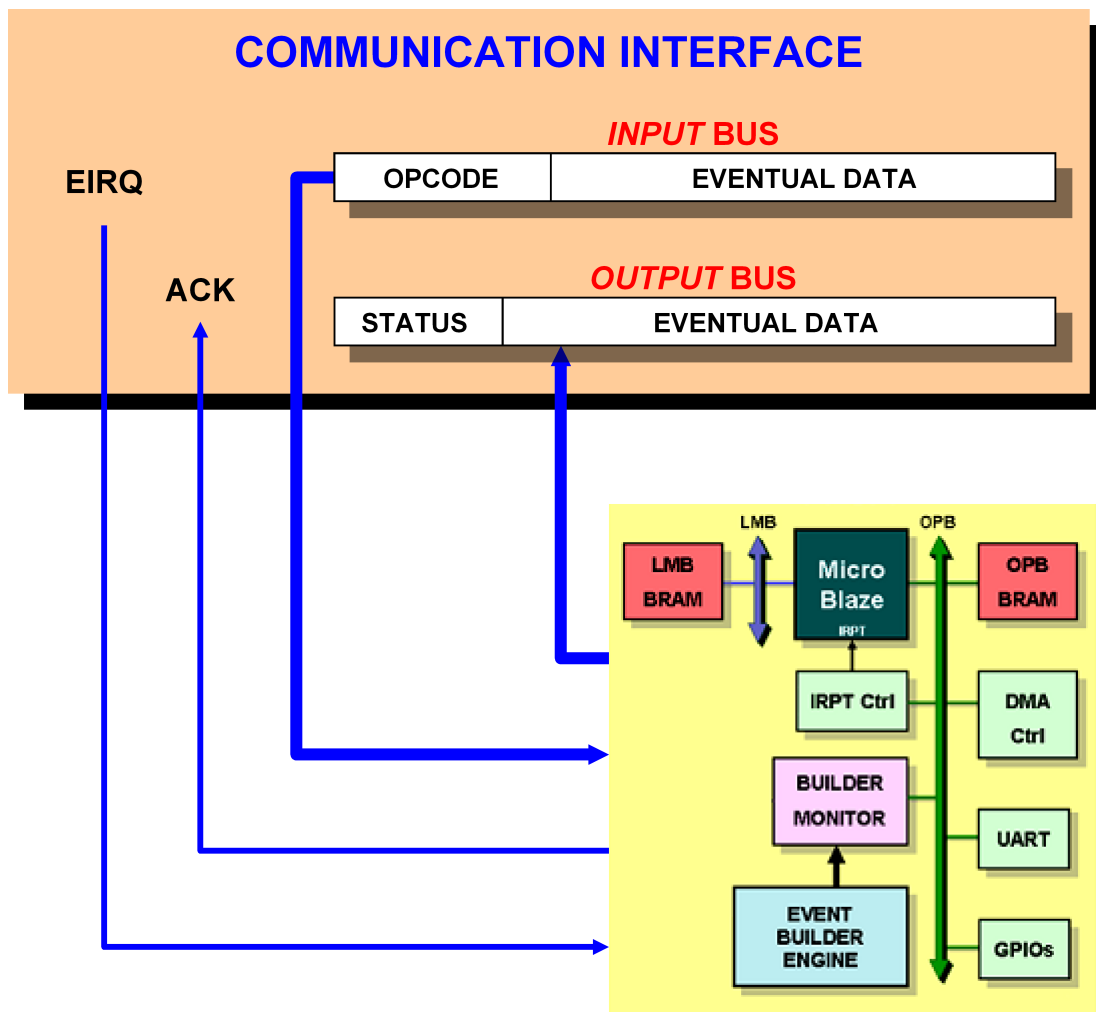 COMMUNICATION INTERFACE
INPUT BUS
EIRQ
OPCODE
EVENTUAL DATA
OUTPUT BUS
ACK
STATUS
EVENTUAL DATA
LMB
OPB
LMB
BRAM
Micro
Blaze
IRPT
OPB
BRAM
IRPT Ctrl
DMA
Ctrl
BUILDER
MONITOR
UART
EVENT
BUILDER
ENGINE
GPIOs